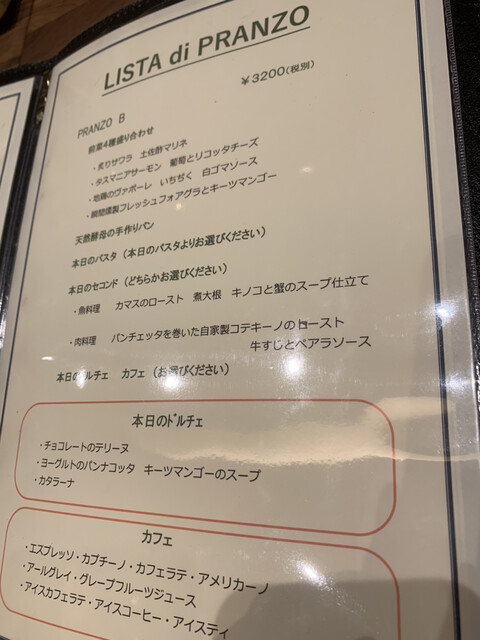 LISTA di PRANZO
¥3200(税別)
PRANZO B
前菜4種盛り合わせ
・炙りサワラ 土佐酢マリネ
・タスマニアサーモン 葡萄とリコッタチーズ
・地鶏のヴァポーレ いちぢく 白ゴマソース
・瞬間燻製フレッシュフォアグラとキーツマンゴー
天然酵母の手作りパン
本日のパスタ(本日のパスタよりお選びください)
本日のセコンド(どちらかお選びください)
・魚料理 カマスのロースト 煮大根 キノコと蟹のスープ仕立て
・肉料理 パンチェッタを巻いた自家製コテキーノのロースト
牛すじとペアラソース
本日のドルチェ カフェ(お選びください)
本日のドルチェ
・チョコレートのテリーヌ
・ヨーグルトのパンナコッタ キーツマンゴーのスープ
・カタラーナ
カフェ
・エスプレッソ・カプチーノ・カフェラテ・アメリカーノ
・アールグレイ・グレープフルーツジュース
・アイスカフェラテ・アイスコーヒー・アイスティ